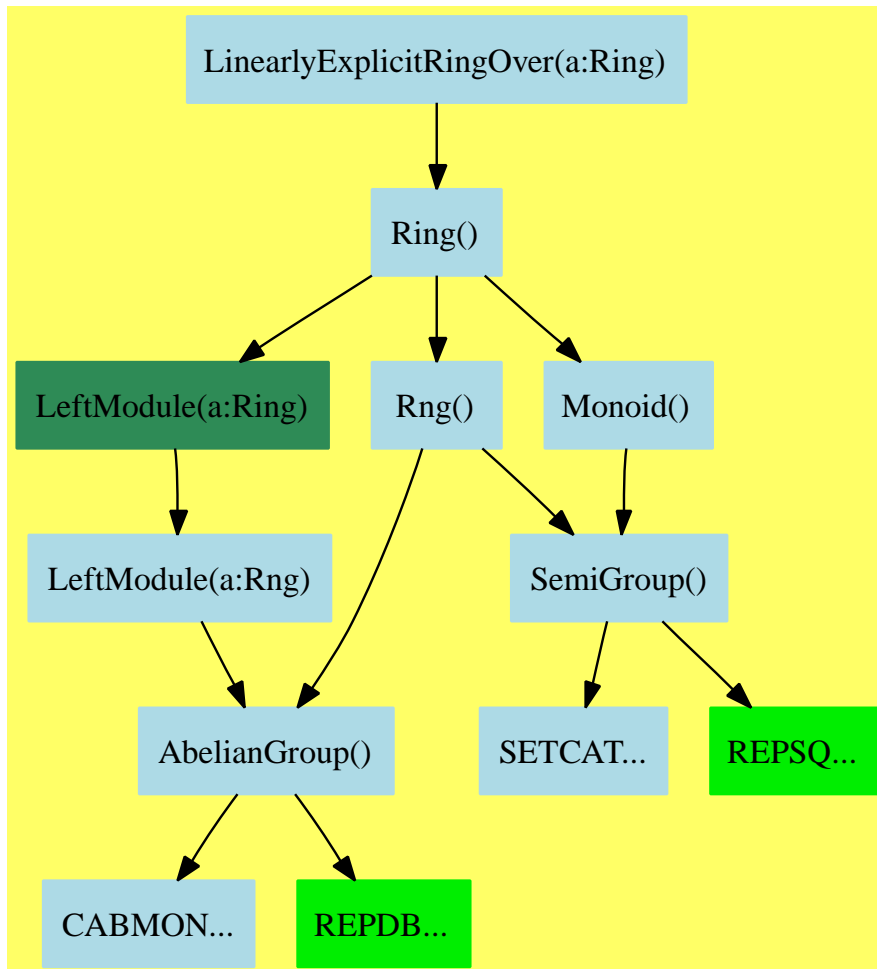 LinearlyExplicitRingOver(a:Ring)
Ring()
LeftModule(a:Ring)
Rng()
Monoid()
LeftModule(a:Rng)
SemiGroup()
AbelianGroup()
SETCAT...
REPSQ...
CABMON...
REPDB...